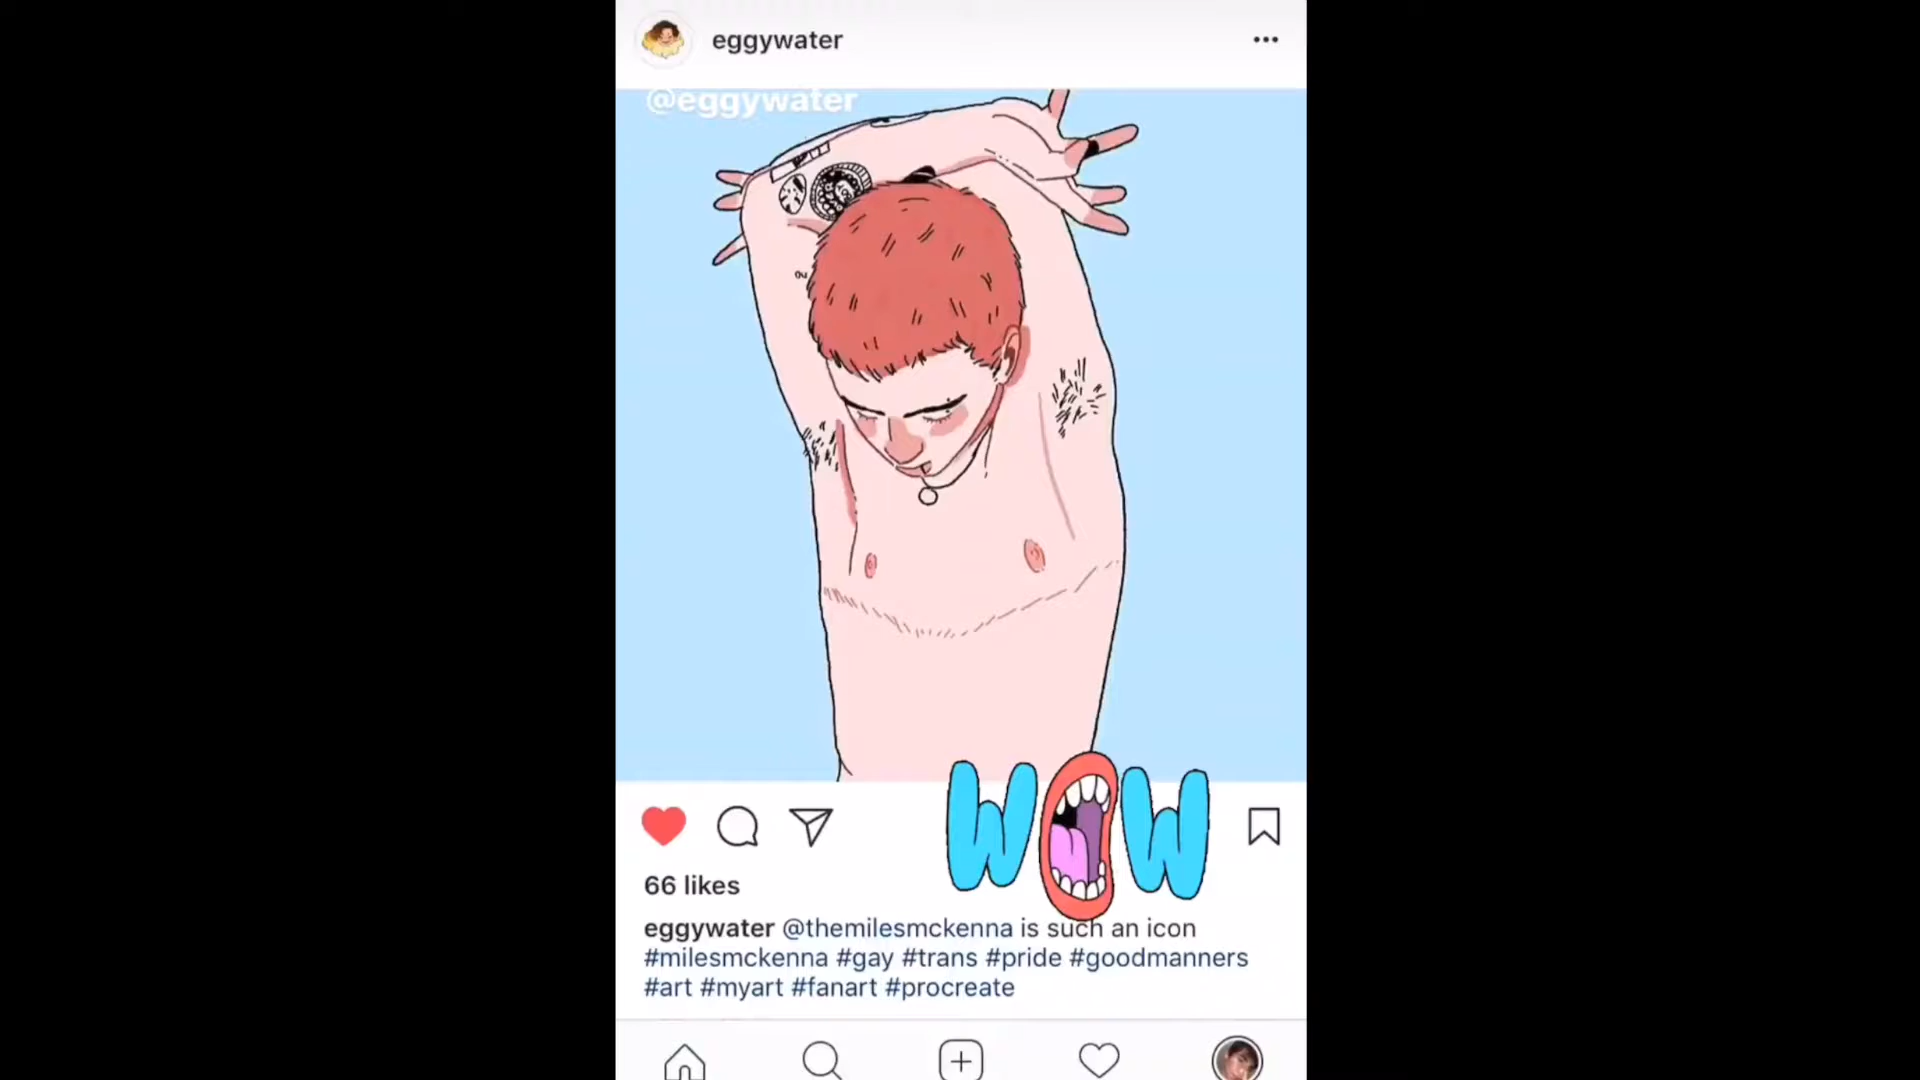 eggywater
@eggywater
WOW
66 likes
eggywater @themilesmckenna is such an icon
#milesmckenna #gay #trans #pride #goodmanners
#art #myart #fanart #procreate